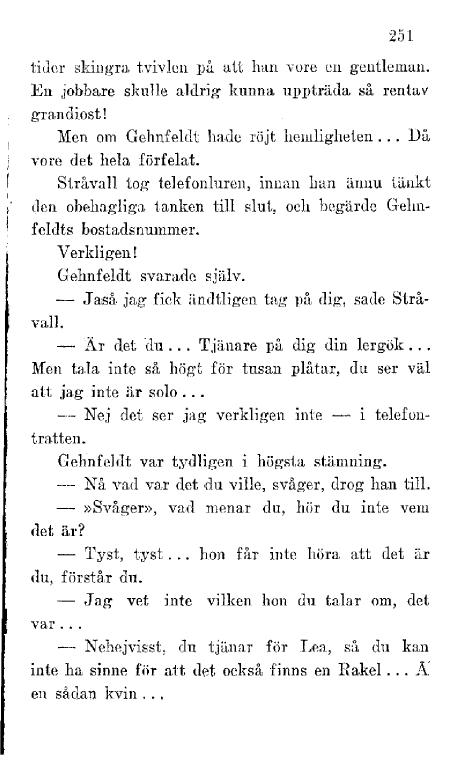 251
tider skingra tvivlen på att han vore en gentleman.
En jobbare skulle aldrig kunna uppträda så rentav
grandiost!
Men om Gehnfeldt hade röjt hemligheten... Då
vore det hela förfelat.
Stråvall tog telefonluren, innan han ännu tänkt
den obehagliga tanken till slut, och begärde Gehn-
feldts bostadsnummer.
Verkligen!
Gehnfeldt svarade själv.
— Jaså jag fick ändtligen tag på dig, sade Strå-
vall.
— Är det du... Tjänare på dig din lergök...
Men tala inte så högt för tusan plåtar, du ser väl
att jag inte är solo...
— Nej det ser jag verkligen inte — i telefon-
tratten.
Gehnfeldt var tydligen i högsta stämning.
— Nå vad var det du ville, svåger, drog han till.
— »Svåger», vad menar du, hör du inte vem
det är?
— Tyst, tyst... hon får inte höra att det är
du, förstår du.
— Jag vet inte vilken hon du talar om, det
var...
— Nehejvisst, du tjänar för Lea, så du kan
inte ha sinne för att det också finns en Rakel... Å
en sådan kvin...